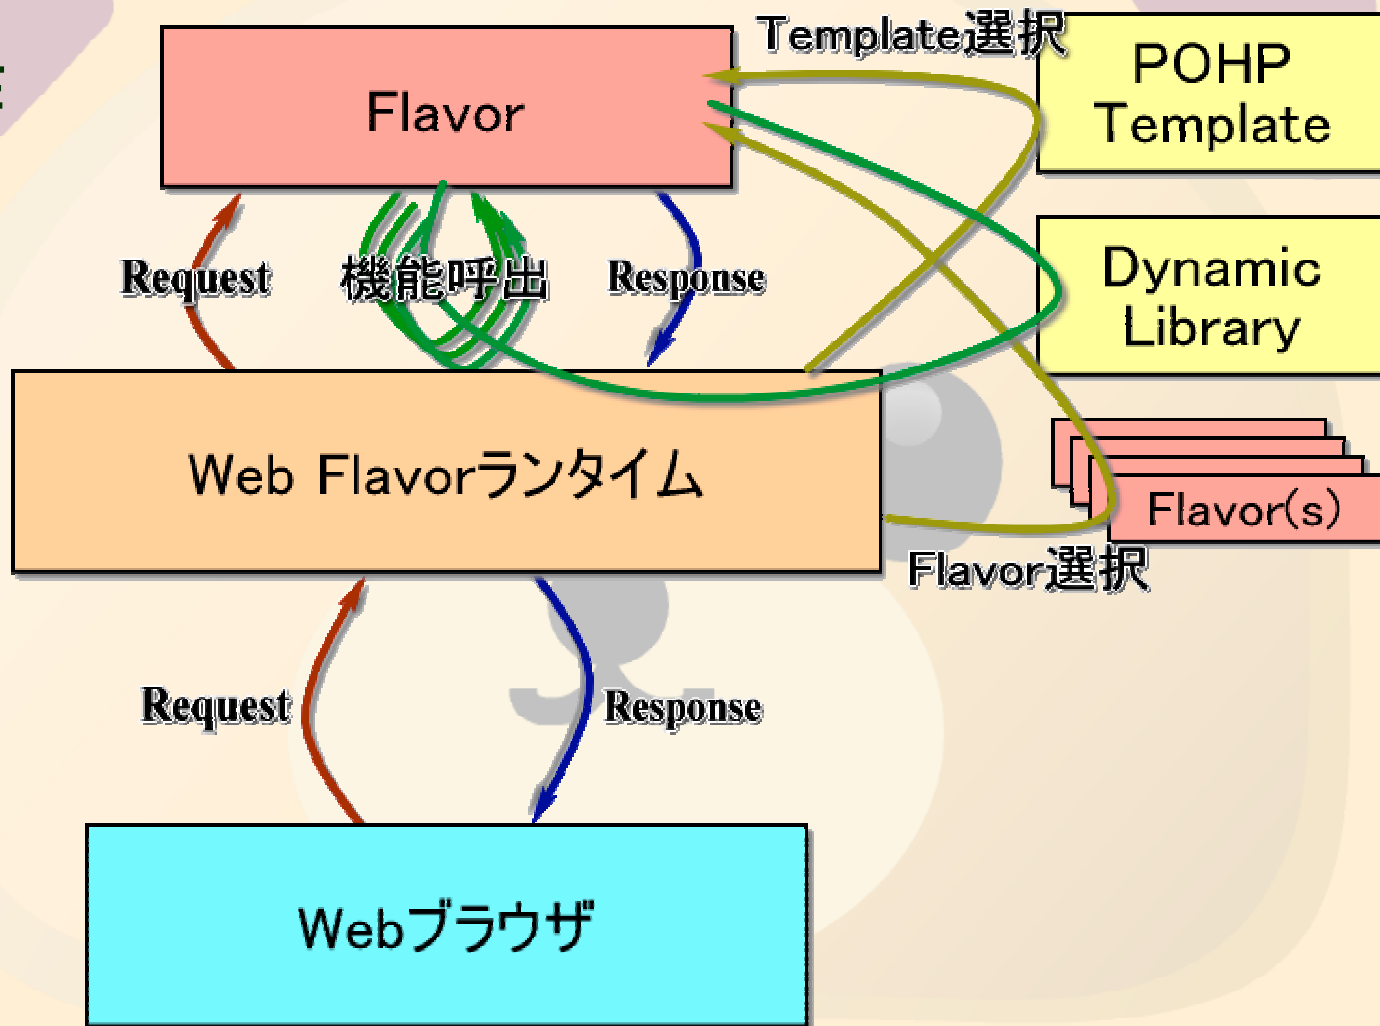 Template選択
Flavor
POHP
Template
Request
機能呼出
Response
Dynamic
Library
Web Flavorランタイム
Flavor(s)
Flavor選択
Request
Response
Webブラウザ